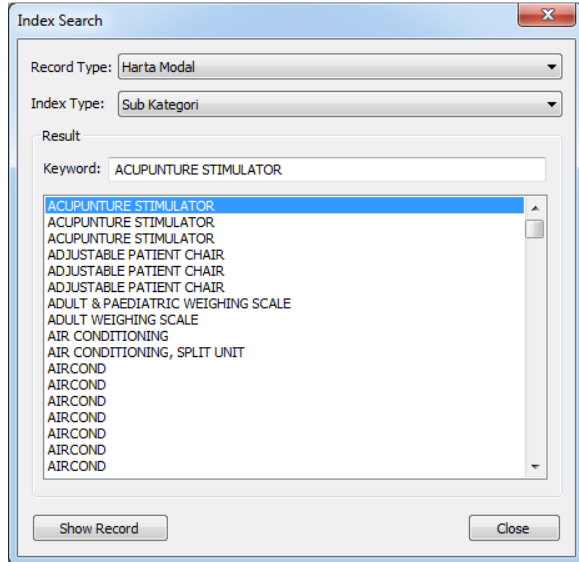 Index Search
Record Type: Harta Modal
Index Type: Sub Kategori
Result
Keyword: ACUPUNTURE STIMULATOR
ACUPUNTURE STIMULATOR
ACUPUNTURE STIMULATOR
ACUPUNTURE STIMULATOR
ADJUSTABLE PATIENT CHAIR
ADJUSTABLE PATIENT CHAIR
ADJUSTABLE PATIENT CHAIR
ADULT & PAEDIATRIC WEIGHING SCALE
ADULT WEIGHING SCALE
AIR CONDITIONING
AIR CONDITIONING, SPLIT UNIT
AIRCOND
AIRCOND
AIRCOND
AIRCOND
AIRCOND
AIRCOND
AIRCOND
Show Record Close